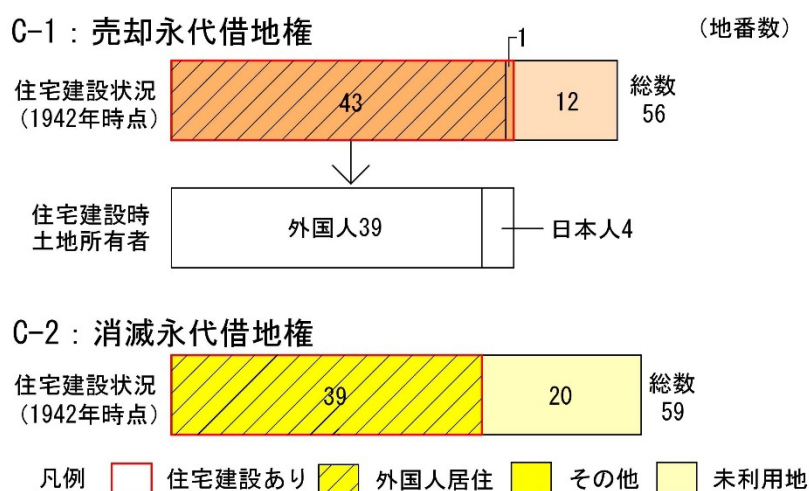 C-1：売却永代借地権
（地番数）
住宅建設状況
（1942年時点）
43
1
12
総数
56
住宅建設時
土地所有者
外国人39
日本人4
C-2：消滅永代借地権
住宅建設状況
（1942年時点）
39
20
総数
59
凡例 住宅建設あり 外国人居住 その他 未利用地